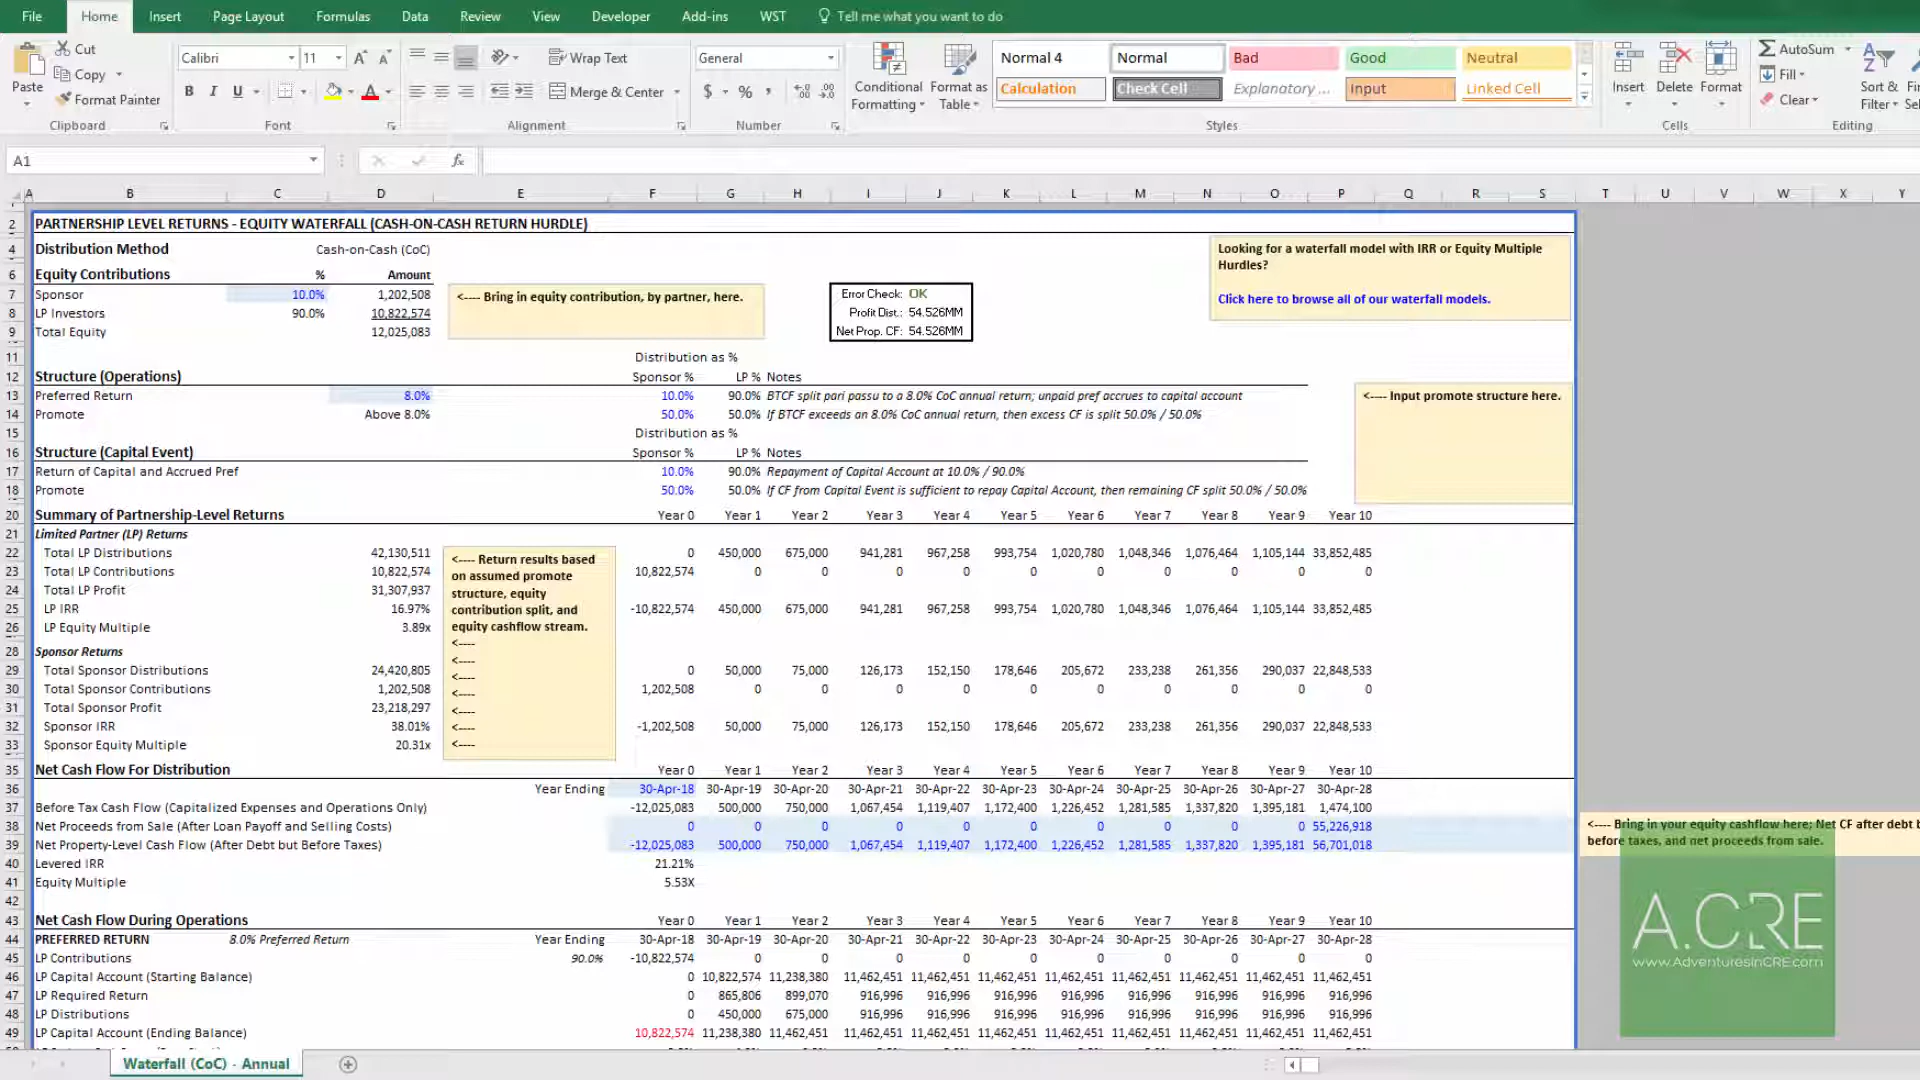 File Home Insert Page Layout Formulas Data Review View Developer Add-ins WST Tell me what you want to do
Cut
Copy
Format Painter
Paste
Clipboard
Calibri 11
B I U
Font
Wrap Text
Merge & Center
Alignment
General
$ % ,
Number
Conditional Formatting
Format as Table
Normal 4 Normal Bad Good Neutral
Calculation Check Cell Explanatory ... Input Linked Cell
Styles
Insert Delete Format
Cells
AutoSum
Fill
Clear
Sort & Filter
Editing
A1
A B C D E F G H I J K L M N O P Q R S T U V W X Y
2 PARTNERSHIP LEVEL RETURNS - EQUITY WATERFALL (CASH-ON-CASH RETURN HURDLE)
4 Distribution Method Cash-on-Cash (CoC)
6 Equity Contributions % Amount
7 Sponsor 10.0% 1,202,508
8 LP Investors 90.0% 10,822,574
9 Total Equity 12,025,083
<---- Bring in equity contribution, by partner, here.
Error Check: OK
Profit Dist.: 54.526MM
Net Prop. CF: 54.526MM
Looking for a waterfall model with IRR or Equity Multiple
Hurdles?
Click here to browse all of our waterfall models.
11 Distribution as %
12 Structure (Operations) Sponsor % LP % Notes
13 Preferred Return 8.0% 10.0% 90.0% BTCF split pari passu to a 8.0% CoC annual return; unpaid pref accrues to capital account
14 Promote Above 8.0% 50.0% 50.0% If BTCF exceeds an 8.0% CoC annual return, then excess CF is split 50.0% / 50.0%
<---- Input promote structure here.
15 Distribution as %
16 Structure (Capital Event) Sponsor % LP % Notes
17 Return of Capital and Accrued Pref 10.0% 90.0% Repayment of Capital Account at 10.0% / 90.0%
18 Promote 50.0% 50.0% If CF from Capital Event is sufficient to repay Capital Account, then remaining CF split 50.0% / 50.0%
20 Summary of Partnership-Level Returns Year 0 Year 1 Year 2 Year 3 Year 4 Year 5 Year 6 Year 7 Year 8 Year 9 Year 10
21 Limited Partner (LP) Returns
22 Total LP Distributions 42,130,511 0 450,000 675,000 941,281 967,258 993,754 1,020,780 1,048,346 1,076,464 1,105,144 33,852,485
23 Total LP Contributions 10,822,574 10,822,574 0 0 0 0 0 0 0 0 0 0
24 Total LP Profit 31,307,937
25 LP IRR 16.97% -10,822,574 450,000 675,000 941,281 967,258 993,754 1,020,780 1,048,346 1,076,464 1,105,144 33,852,485
26 LP Equity Multiple 3.89x
<---- Return results based
on assumed promote
structure, equity
contribution split, and
equity cashflow stream.
<----
<----
<----
<----
<----
<----
<----
28 Sponsor Returns
29 Total Sponsor Distributions 24,420,805 0 50,000 75,000 126,173 152,150 178,646 205,672 233,238 261,356 290,037 22,848,533
30 Total Sponsor Contributions 1,202,508 1,202,508 0 0 0 0 0 0 0 0 0 0
31 Total Sponsor Profit 23,218,297
32 Sponsor IRR 38.01% -1,202,508 50,000 75,000 126,173 152,150 178,646 205,672 233,238 261,356 290,037 22,848,533
33 Sponsor Equity Multiple 20.31x
35 Net Cash Flow For Distribution Year 0 Year 1 Year 2 Year 3 Year 4 Year 5 Year 6 Year 7 Year 8 Year 9 Year 10
36 Year Ending 30-Apr-18 30-Apr-19 30-Apr-20 30-Apr-21 30-Apr-22 30-Apr-23 30-Apr-24 30-Apr-25 30-Apr-26 30-Apr-27 30-Apr-28
37 Before Tax Cash Flow (Capitalized Expenses and Operations Only) -12,025,083 500,000 750,000 1,067,454 1,119,407 1,172,400 1,226,452 1,281,585 1,337,820 1,395,181 1,474,100
38 Net Proceeds from Sale (After Loan Payoff and Selling Costs) 0 0 0 0 0 0 0 0 0 0 55,226,918
39 Net Property-Level Cash Flow (After Debt but Before Taxes) -12,025,083 500,000 750,000 1,067,454 1,119,407 1,172,400 1,226,452 1,281,585 1,337,820 1,395,181 56,701,018
<---- Bring in your equity cashflow here; Net CF after debt
before taxes, and net proceeds from sale.
40 Levered IRR 21.21%
41 Equity Multiple 5.53X
42
43 Net Cash Flow During Operations Year 0 Year 1 Year 2 Year 3 Year 4 Year 5 Year 6 Year 7 Year 8 Year 9 Year 10
44 PREFERRED RETURN 8.0% Preferred Return Year Ending 30-Apr-18 30-Apr-19 30-Apr-20 30-Apr-21 30-Apr-22 30-Apr-23 30-Apr-24 30-Apr-25 30-Apr-26 30-Apr-27 30-Apr-28
45 LP Contributions 90.0% -10,822,574 0 0 0 0 0 0 0 0 0 0
46 LP Capital Account (Starting Balance) 0 10,822,574 11,238,380 11,462,451 11,462,451 11,462,451 11,462,451 11,462,451 11,462,451 11,462,451 11,462,451
47 LP Required Return 0 865,806 899,070 916,996 916,996 916,996 916,996 916,996 916,996 916,996 916,996
48 LP Distributions 0 450,000 675,000 916,996 916,996 916,996 916,996 916,996 916,996 916,996 916,996
49 LP Capital Account (Ending Balance) 10,822,574 11,238,380 11,462,451 11,462,451 11,462,451 11,462,451 11,462,451 11,462,451 11,462,451 11,462,451 11,462,451
A.CRE
www.AdventuresinCRE.com
Waterfall (CoC) - Annual